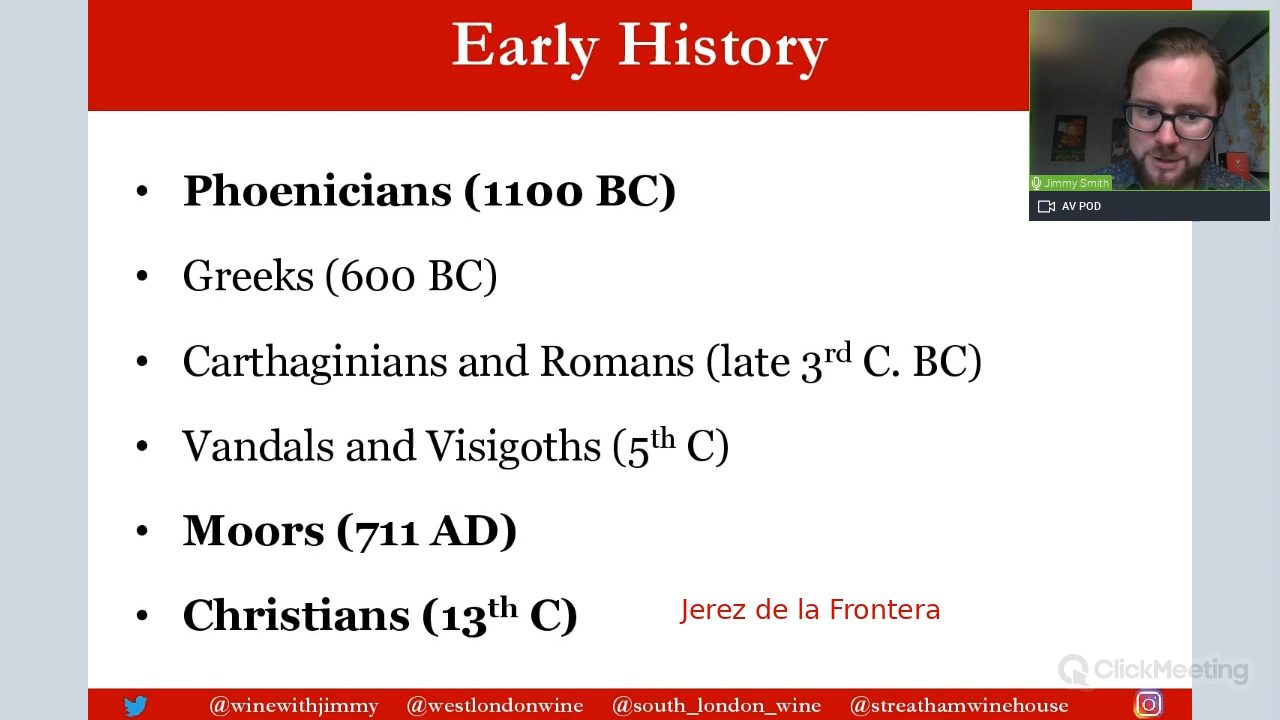 Early History
• Phoenicians (1100 BC)
• Greeks (600 BC)
• Carthaginians and Romans (late 3rd C. BC)
• Vandals and Visigoths (5th C)
• Moors (711 AD)
• Christians (13th C)
Jerez de la Frontera
Jimmy Smith
AV POD
ClickMeeting
@winewithjimmy @westlondonwine @south_london_wine @streathamwinehouse